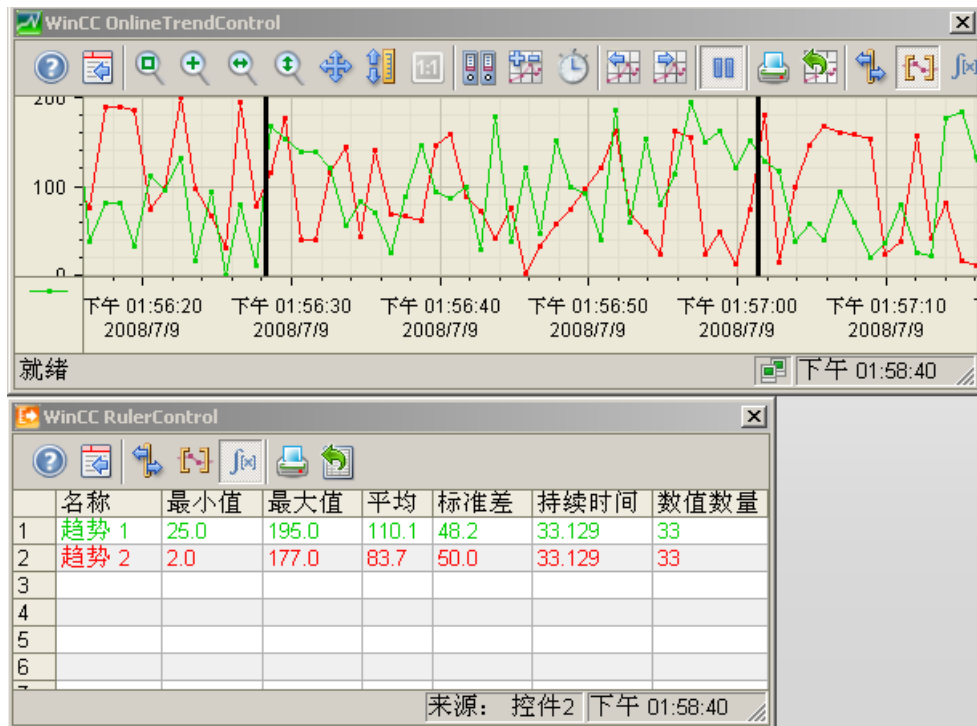 WinCC OnlineTrendControl
1:1
f(x)
200
100
0
下午 01:56:20 下午 01:56:30 下午 01:56:40 下午 01:56:50 下午 01:57:00 下午 01:57:10
2008/7/9 2008/7/9 2008/7/9 2008/7/9 2008/7/9 2008/7/9
就绪 下午 01:58:40
WinCC RulerControl
∫(x)
名称 最小值 最大值 平均 标准差 持续时间 数值数量
1 趋势 1 25.0 195.0 110.1 48.2 33.129 33
2 趋势 2 2.0 177.0 83.7 50.0 33.129 33
3
4
5
6
7
来源： 控件2 下午 01:58:40